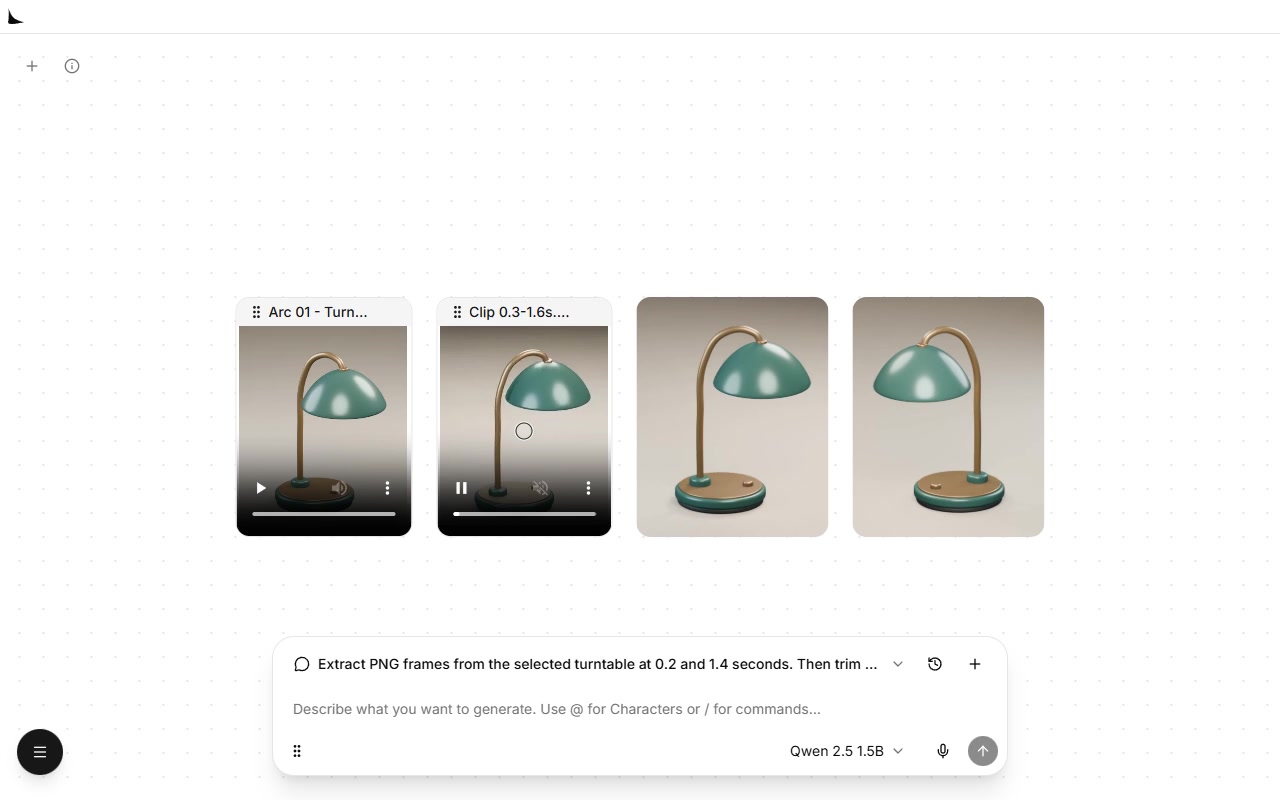 Arc 01 - Turn...
Clip 0.3-1.6s....
Extract PNG frames from the selected turntable at 0.2 and 1.4 seconds. Then trim ...
Describe what you want to generate. Use @ for Characters or / for commands...
Qwen 2.5 1.5B